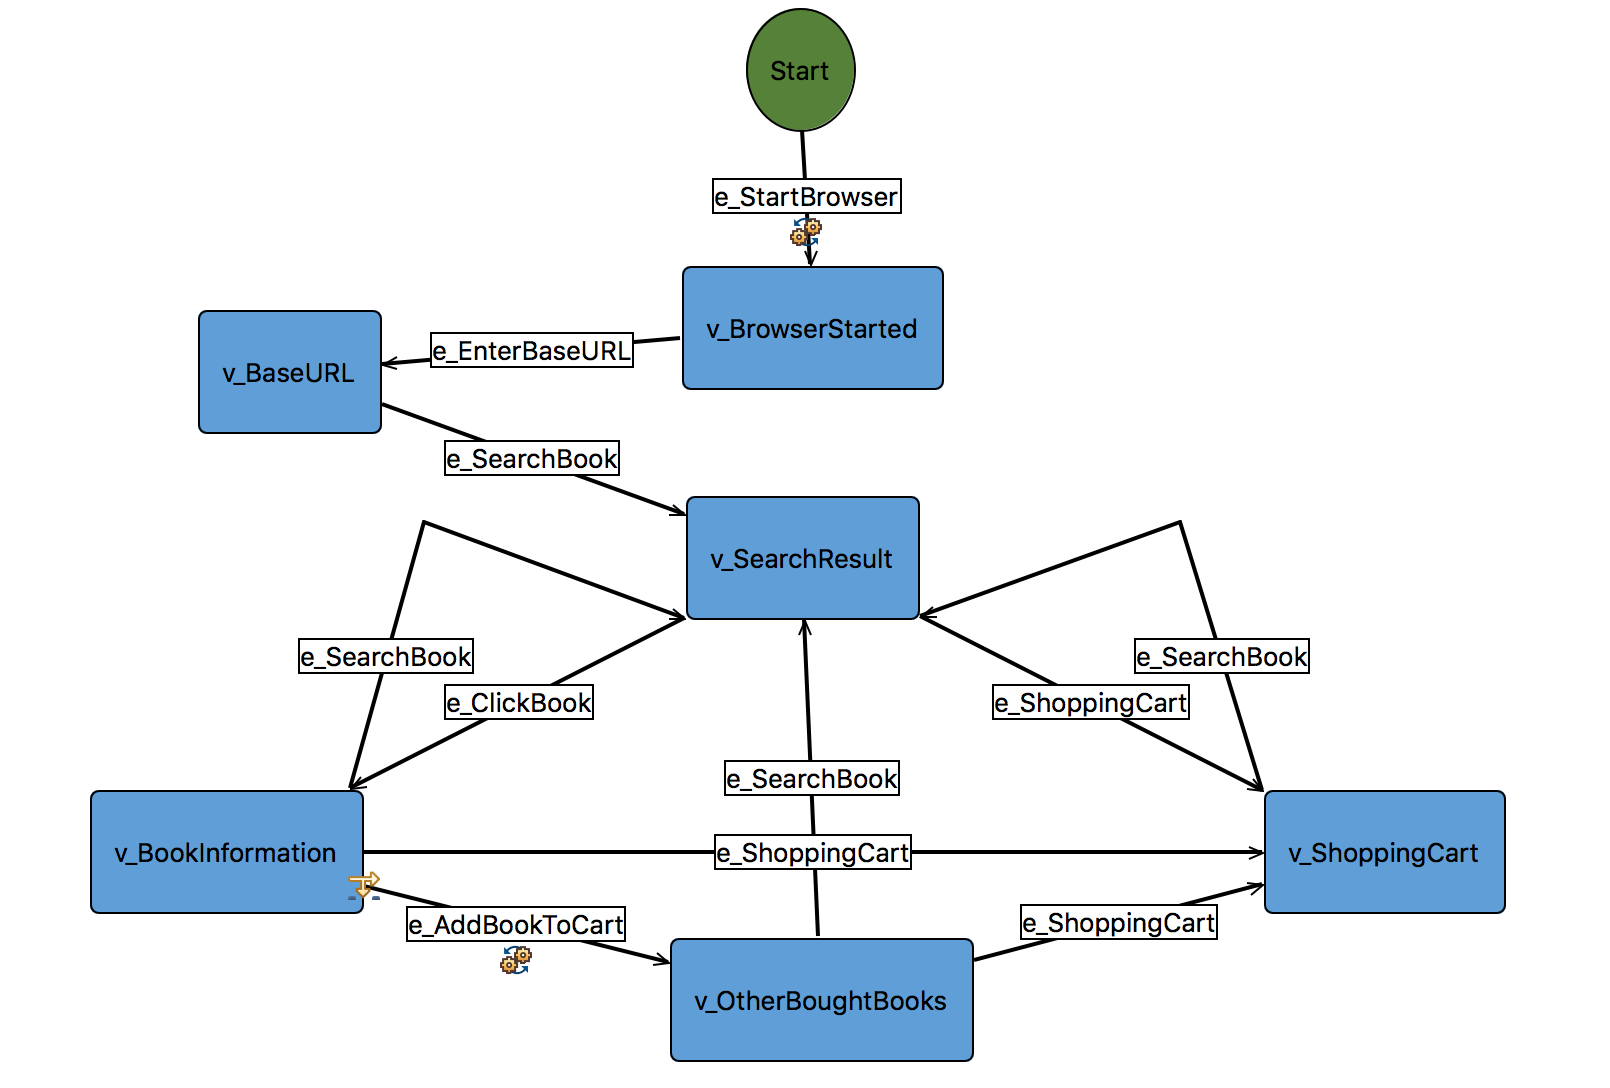 Start
e_StartBrowser
v_BrowserStarted
e_EnterBaseURL
v_BaseURL
e_SearchBook
v_SearchResult
e_SearchBook
e_SearchBook
e_ClickBook
e_ShoppingCart
e_SearchBook
v_BookInformation
e_ShoppingCart
v_ShoppingCart
e_AddBookToCart
e_ShoppingCart
v_OtherBoughtBooks